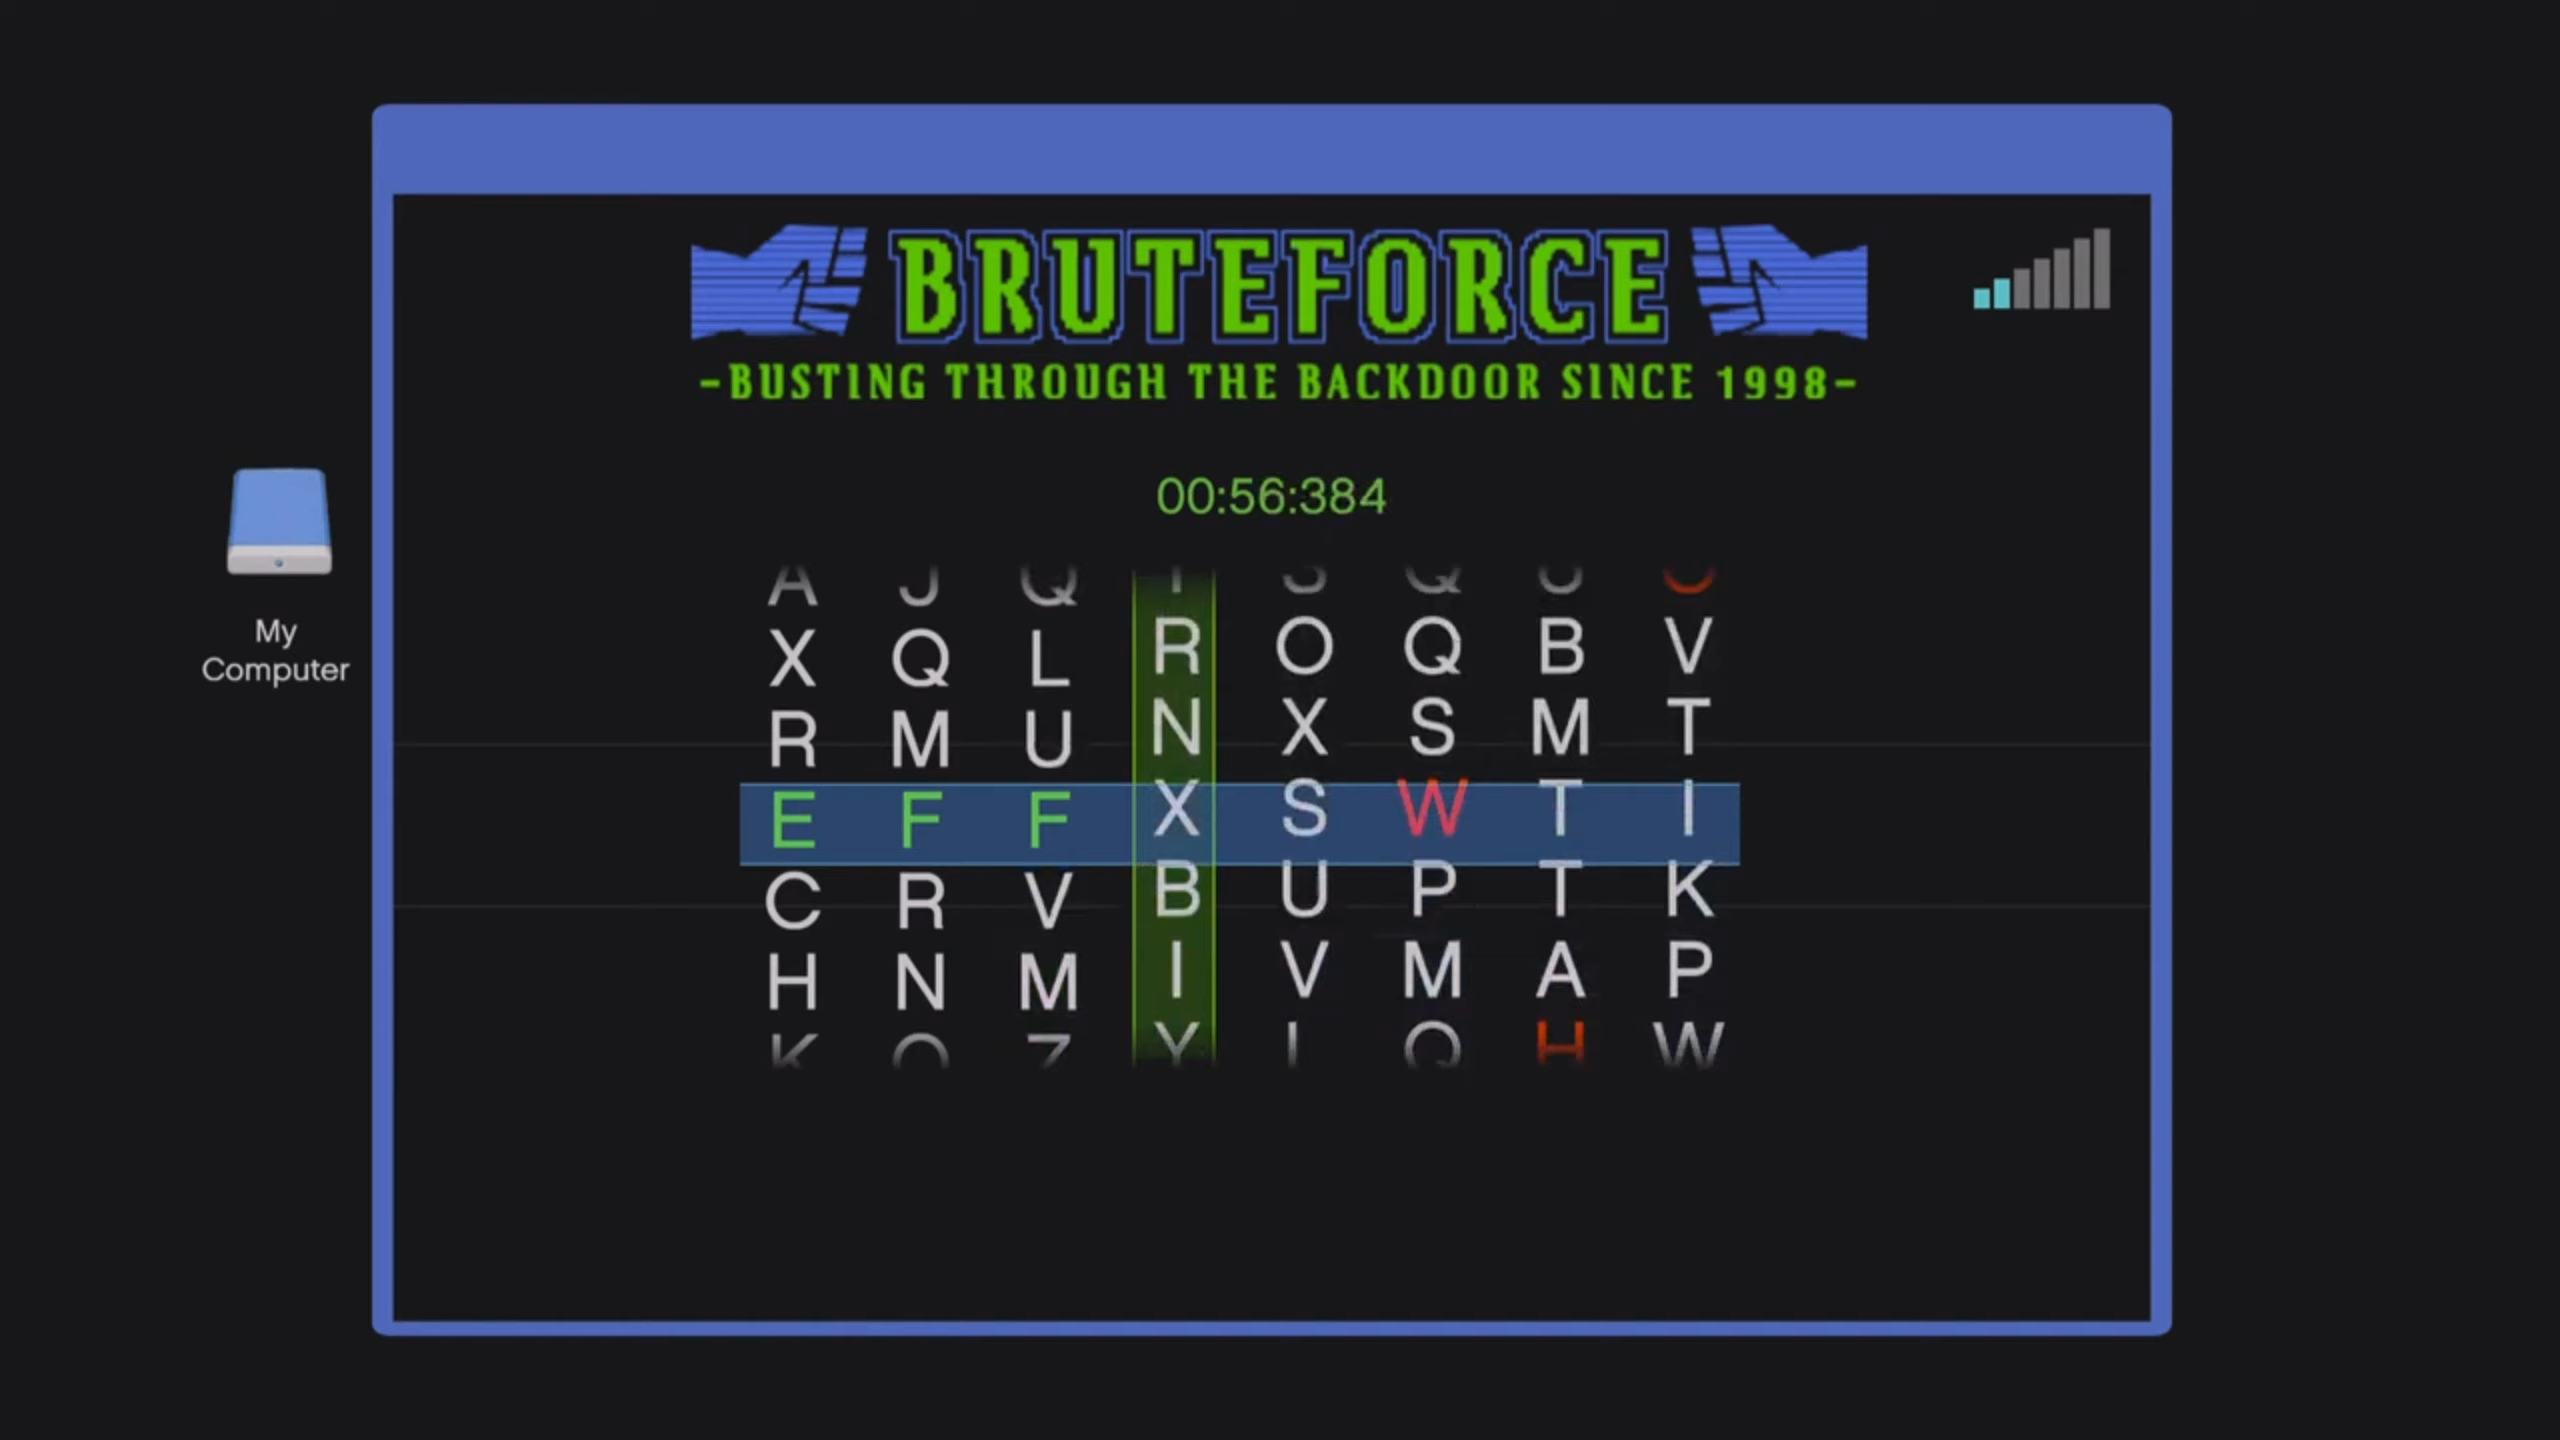 BRUTEFORCE
-BUSTING THROUGH THE BACKDOOR SINCE 1998-
00:56:384
My
Computer
A J Q
X Q L R O Q B V
R M U N X S M T
E F F X S W T I
C R V B U P T K
H N M I V M A P
K Z Y H W